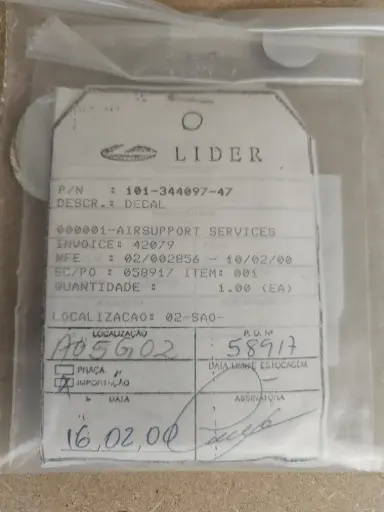 LIDER
P/N : 101-344097-47
DESCR.: DECAL
000001-AIRSUPPORT SERVICES
INVOICE: 42079
MFE : 02/002856 - 10/02/00
SC/PO : 05891/ ITEM: 001
QUANTIDADE : 1.00 (EA)
LOCALIZACAO: 02-SAO-
LOCALIZAÇÃO P.O. Nº
A05G02 58917
PRAÇA DATA LIMITE ESTOCAGEM
X IMPORTAÇÃO -
DATA ASSINATURA
16,02,00